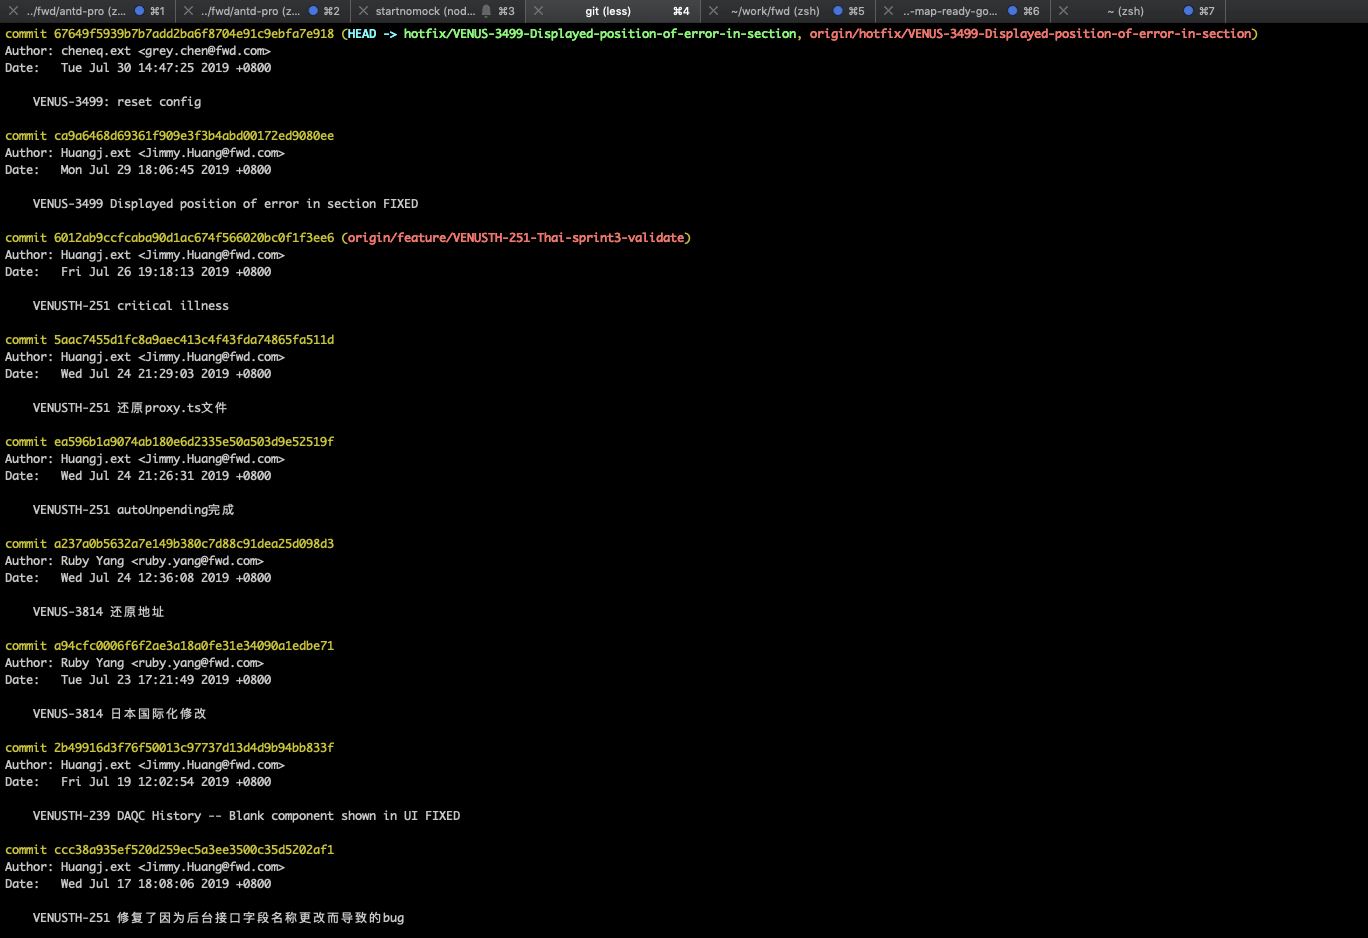 ../fwd/antd-pro (z... ⌘1 ../fwd/antd-pro (z... ⌘2 startnomock (nod... ⌘3 git (less) ⌘4 ~/work/fwd (zsh) ⌘5 ..-map-ready-go... ⌘6 ~ (zsh) ⌘7
commit 67649f5939b7b7add2ba6f8704e91c9ebfa7e918 (HEAD -> hotfix/VENUS-3499-Displayed-position-of-error-in-section, origin/hotfix/VENUS-3499-Displayed-position-of-error-in-section)
Author: cheneq.ext <grey.chen@fwd.com>
Date:   Tue Jul 30 14:47:25 2019 +0800
VENUS-3499: reset config
commit ca9a6468d69361f909e3f3b4abd00172ed9080ee
Author: Huangj.ext <Jimmy.Huang@fwd.com>
Date:   Mon Jul 29 18:06:45 2019 +0800
VENUS-3499 Displayed position of error in section FIXED
commit 6012ab9ccfcaba90d1ac674f566020bc0f1f3ee6 (origin/feature/VENUSTH-251-Thai-sprint3-validate)
Author: Huangj.ext <Jimmy.Huang@fwd.com>
Date:   Fri Jul 26 19:18:13 2019 +0800
VENUSTH-251 critical illness
commit 5aac7455d1fc8a9aec413c4f43fda74865fa511d
Author: Huangj.ext <Jimmy.Huang@fwd.com>
Date:   Wed Jul 24 21:29:03 2019 +0800
VENUSTH-251 还原proxy.ts文件
commit ea596b1a9074ab180e6d2335e50a503d9e52519f
Author: Huangj.ext <Jimmy.Huang@fwd.com>
Date:   Wed Jul 24 21:26:31 2019 +0800
VENUSTH-251 autoUnpending完成
commit a237a0b5632a7e149b380c7d88c91dea25d098d3
Author: Ruby Yang <ruby.yang@fwd.com>
Date:   Wed Jul 24 12:36:08 2019 +0800
VENUS-3814 还原地址
commit a94cfc0006f6f2ae3a18a0fe31e34090a1edbe71
Author: Ruby Yang <ruby.yang@fwd.com>
Date:   Tue Jul 23 17:21:49 2019 +0800
VENUS-3814 日本国际化修改
commit 2b49916d3f76f50013c97737d13d4d9b94bb833f
Author: Huangj.ext <Jimmy.Huang@fwd.com>
Date:   Fri Jul 19 12:02:54 2019 +0800
VENUSTH-239 DAQC History -- Blank component shown in UI FIXED
commit ccc38a935ef520d259ec5a3ee3500c35d5202af1
Author: Huangj.ext <Jimmy.Huang@fwd.com>
Date:   Wed Jul 17 18:08:06 2019 +0800
VENUSTH-251 修复了因为后台接口字段名称更改而导致的bug